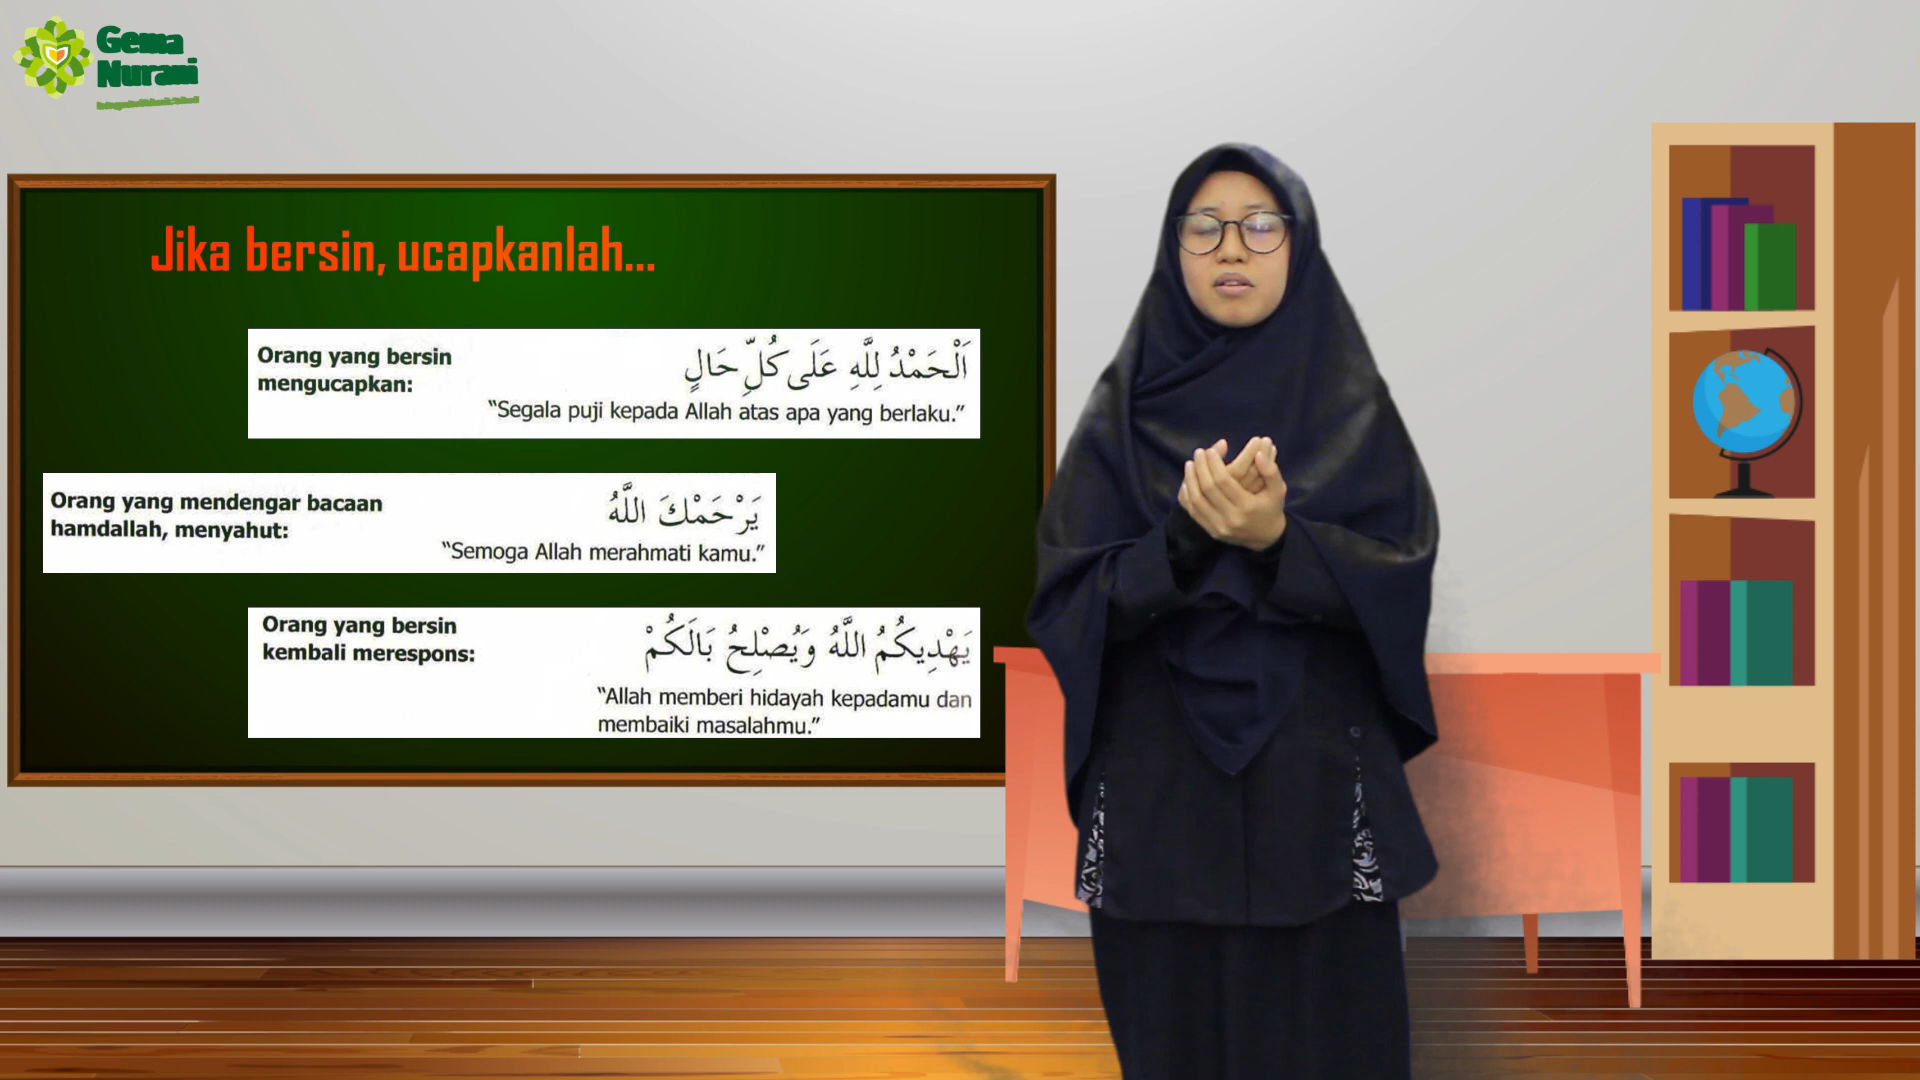 Gema
Nurani
Jika bersin, ucapkanlah...
Orang yang bersin
mengucapkan:
اَلْحَمْدُ لِلَّهِ عَلَى كُلِّ حَالٍ
“Segala puji kepada Allah atas apa yang berlaku.”
Orang yang mendengar bacaan
hamdallah, menyahut:
يَرْحَمْكَ اللَّهُ
“Semoga Allah merahmati kamu.”
Orang yang bersin
kembali merespons:
يَهْدِيكُمُ اللَّهُ وَيُصْلِحُ بَالَكُمْ
“Allah memberi hidayah kepadamu dan
membaiki masalahmu.”